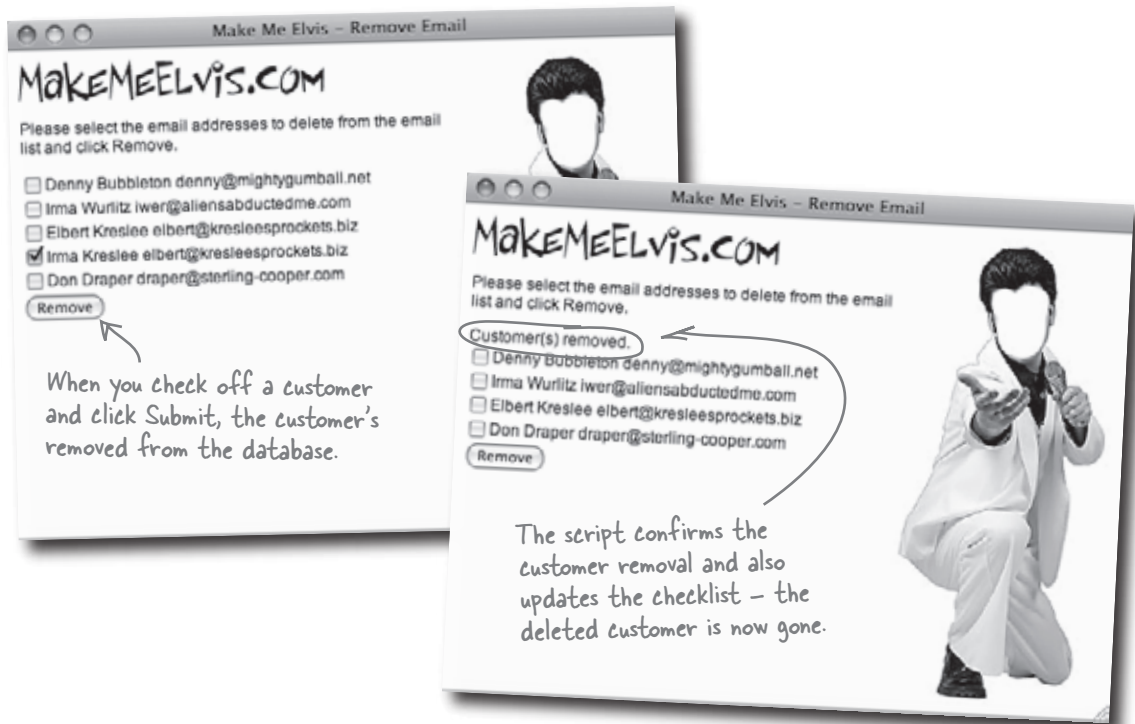 Make Me Elvis – Remove Email
MakeMeElvis.com
Please select the email addresses to delete from the email
list and click Remove.
Denny Bubbleton denny@mightygumball.net
Irma Wurlitz iwer@aliensabductedme.com
Elbert Kreslee elbert@kresleesprockets.biz
Irma Kreslee elbert@kresleesprockets.biz
Don Draper draper@sterling-cooper.com
Remove
When you check off a customer
and click Submit, the customer's
removed from the database.
Make Me Elvis – Remove Email
MakeMeElvis.com
Please select the email addresses to delete from the email
list and click Remove.
Customer(s) removed.
Denny Bubbleton denny@mightygumball.net
Irma Wurlitz iwer@aliensabductedme.com
Elbert Kreslee elbert@kresleesprockets.biz
Don Draper draper@sterling-cooper.com
Remove
The script confirms the
customer removal and also
updates the checklist – the
deleted customer is now gone.